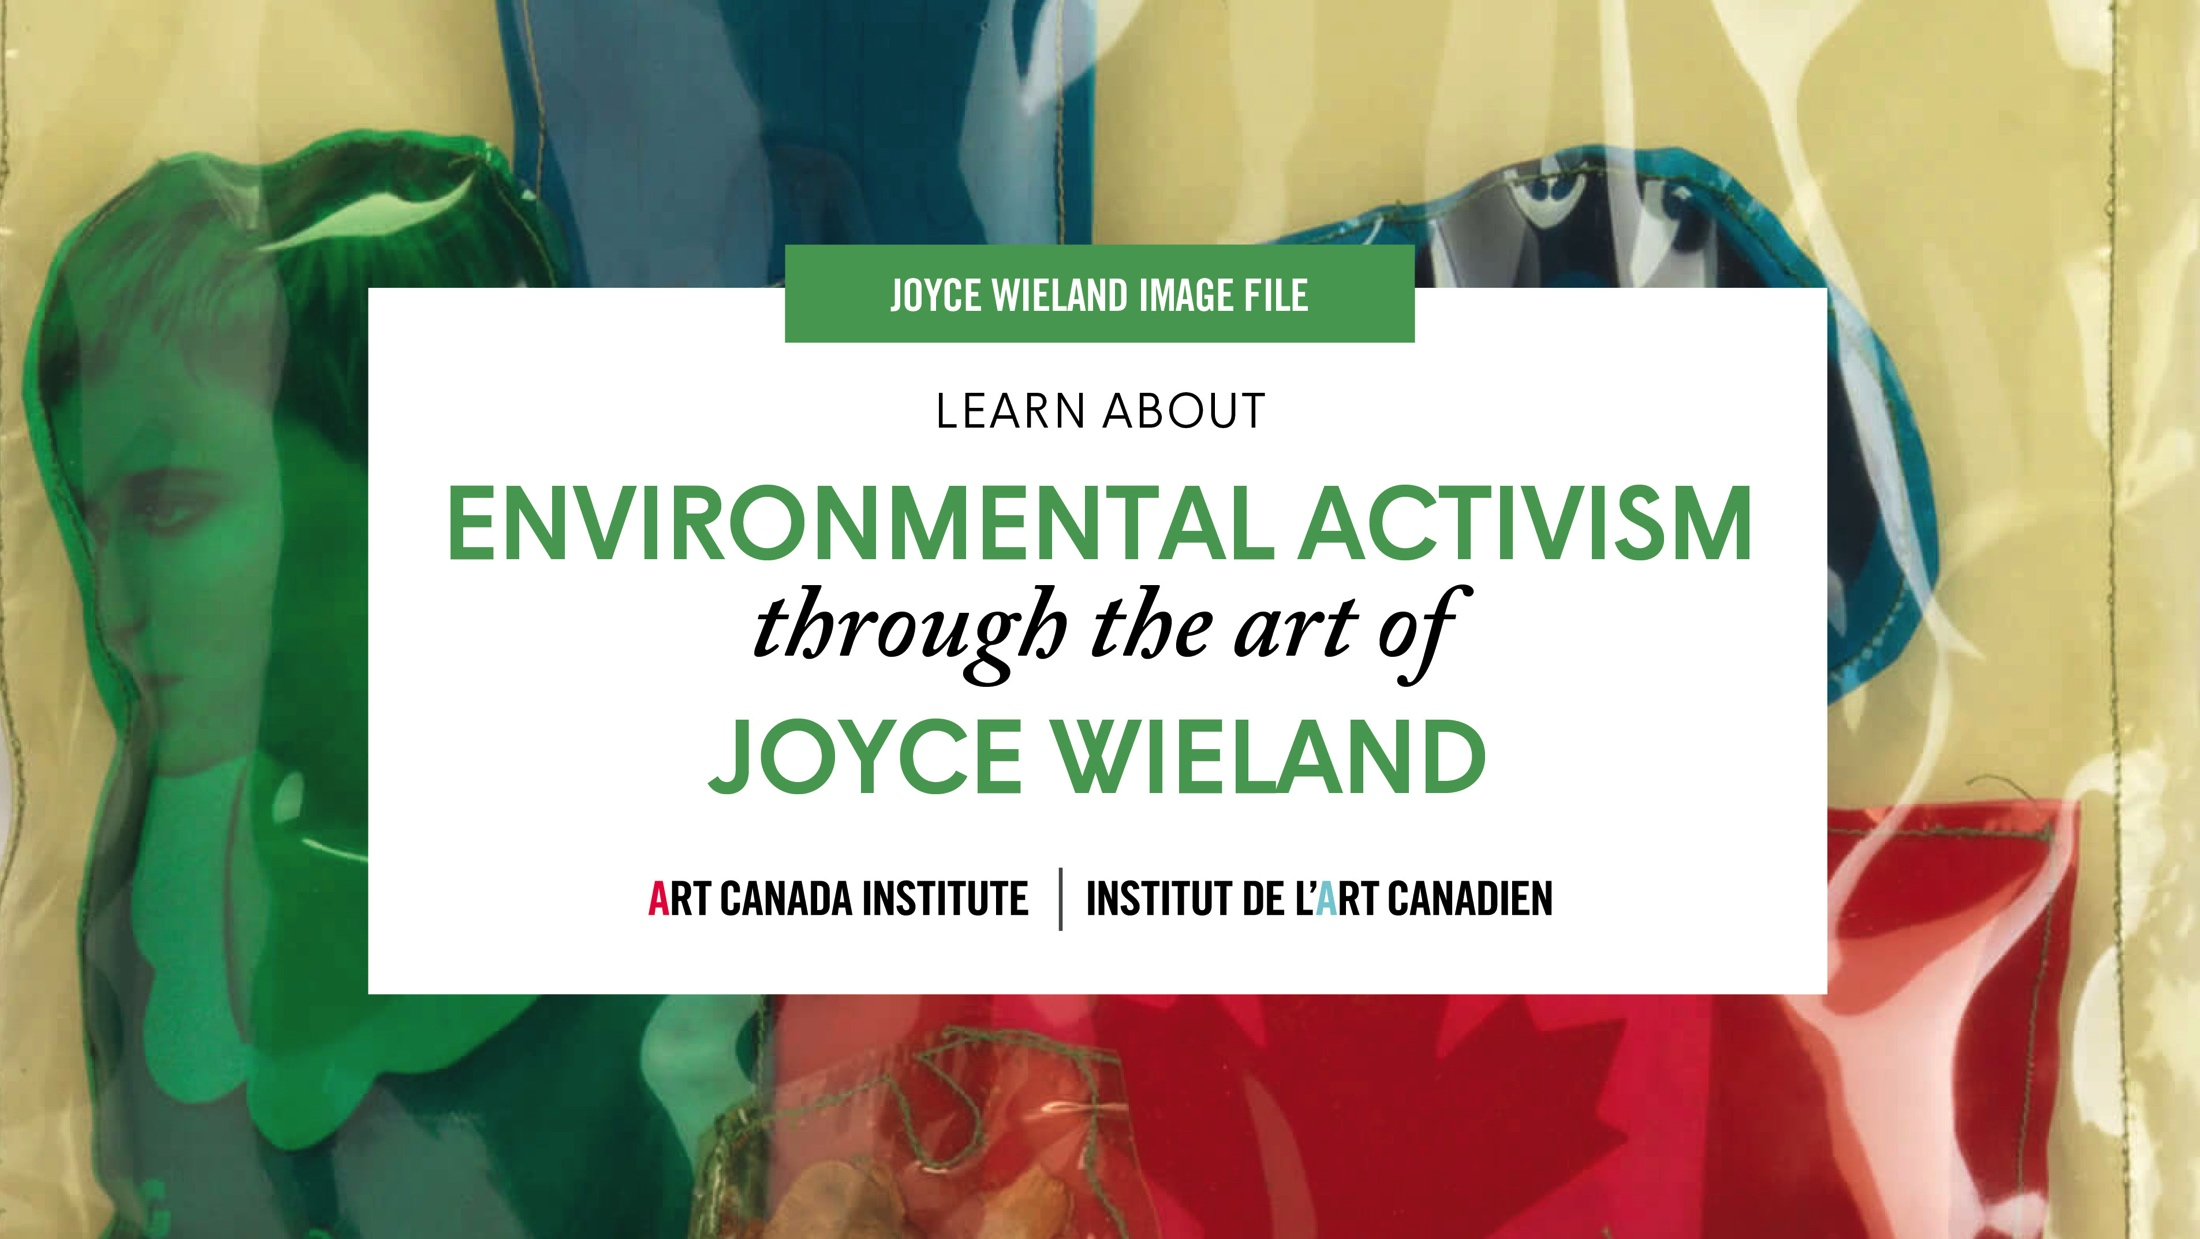 JOYCE WIELAND IMAGE FILE
LEARN ABOUT
ENVIRONMENTAL ACTIVISM
through the art of
JOYCE WIELAND
ART CANADA INSTITUTE | INSTITUT DE L'ART CANADIEN